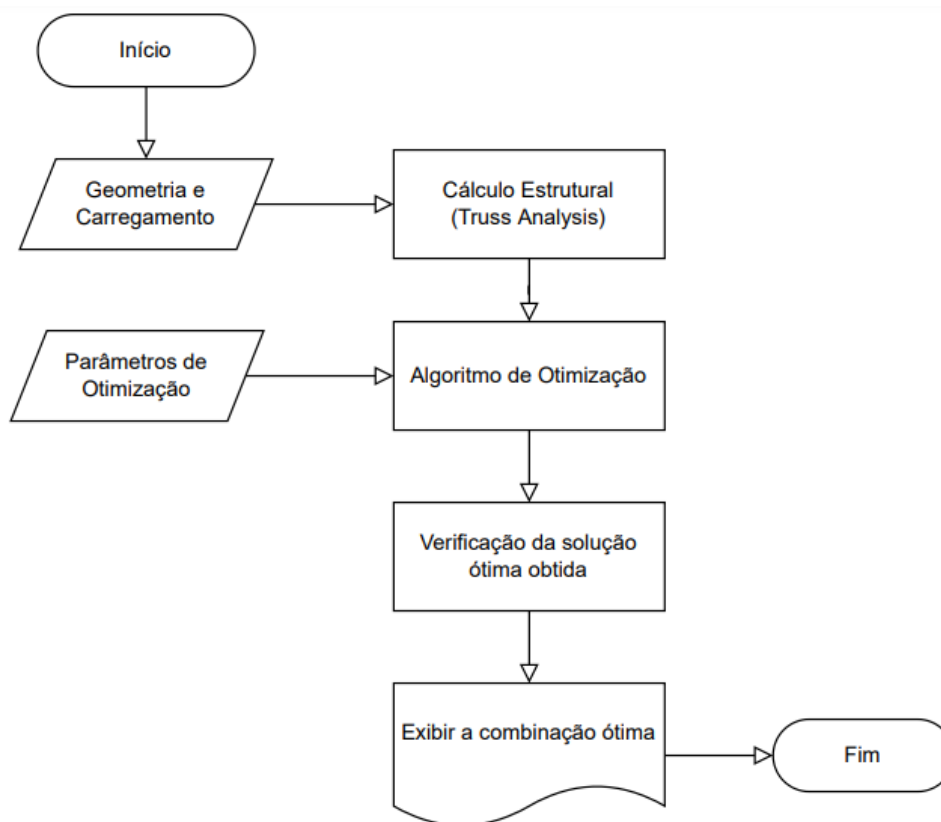 Início
Geometria e
Carregamento
Cálculo Estrutural
(Truss Analysis)
Parâmetros de
Otimização
Algoritmo de Otimização
Verificação da solução
ótima obtida
Exibir a combinação ótima
Fim